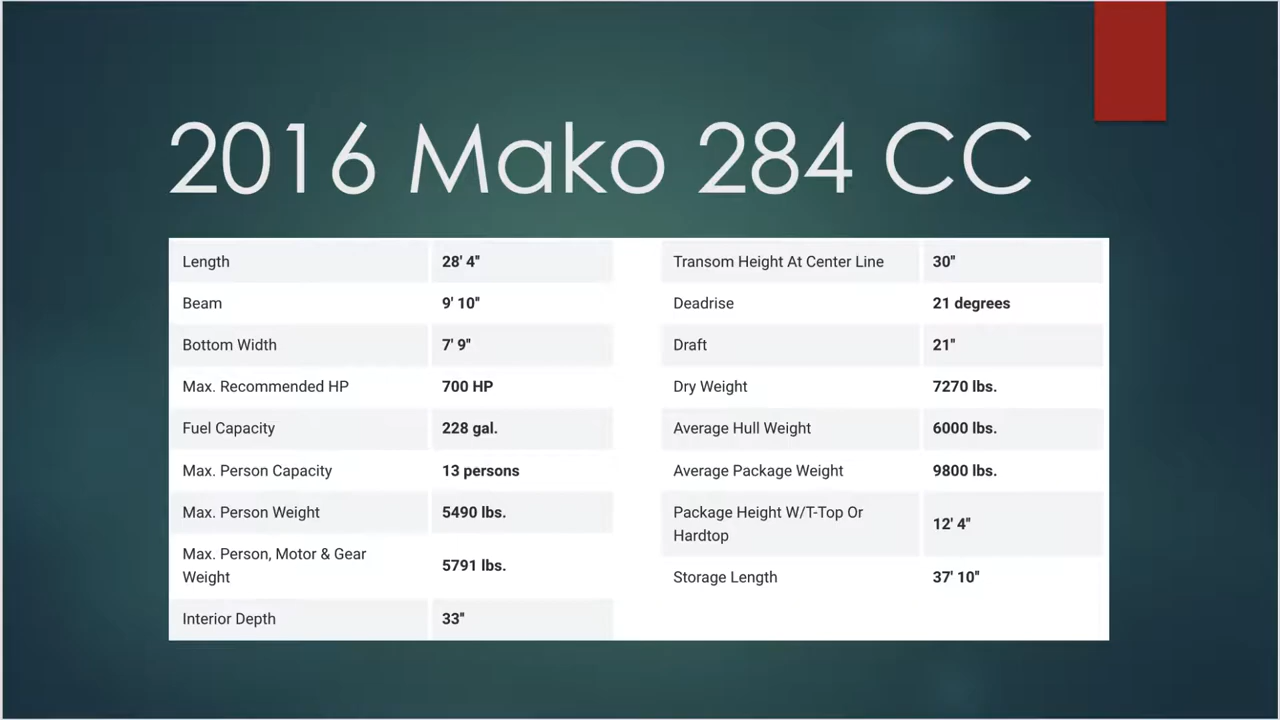 2016 Mako 284 CC
Length 28' 4"
Beam 9' 10"
Bottom Width 7' 9"
Max. Recommended HP 700 HP
Fuel Capacity 228 gal.
Max. Person Capacity 13 persons
Max. Person Weight 5490 lbs.
Max. Person, Motor & Gear
Weight 5791 lbs.
Interior Depth 33"
Transom Height At Center Line 30"
Deadrise 21 degrees
Draft 21"
Dry Weight 7270 lbs.
Average Hull Weight 6000 lbs.
Average Package Weight 9800 lbs.
Package Height W/T-Top Or
Hardtop 12' 4"
Storage Length 37' 10"